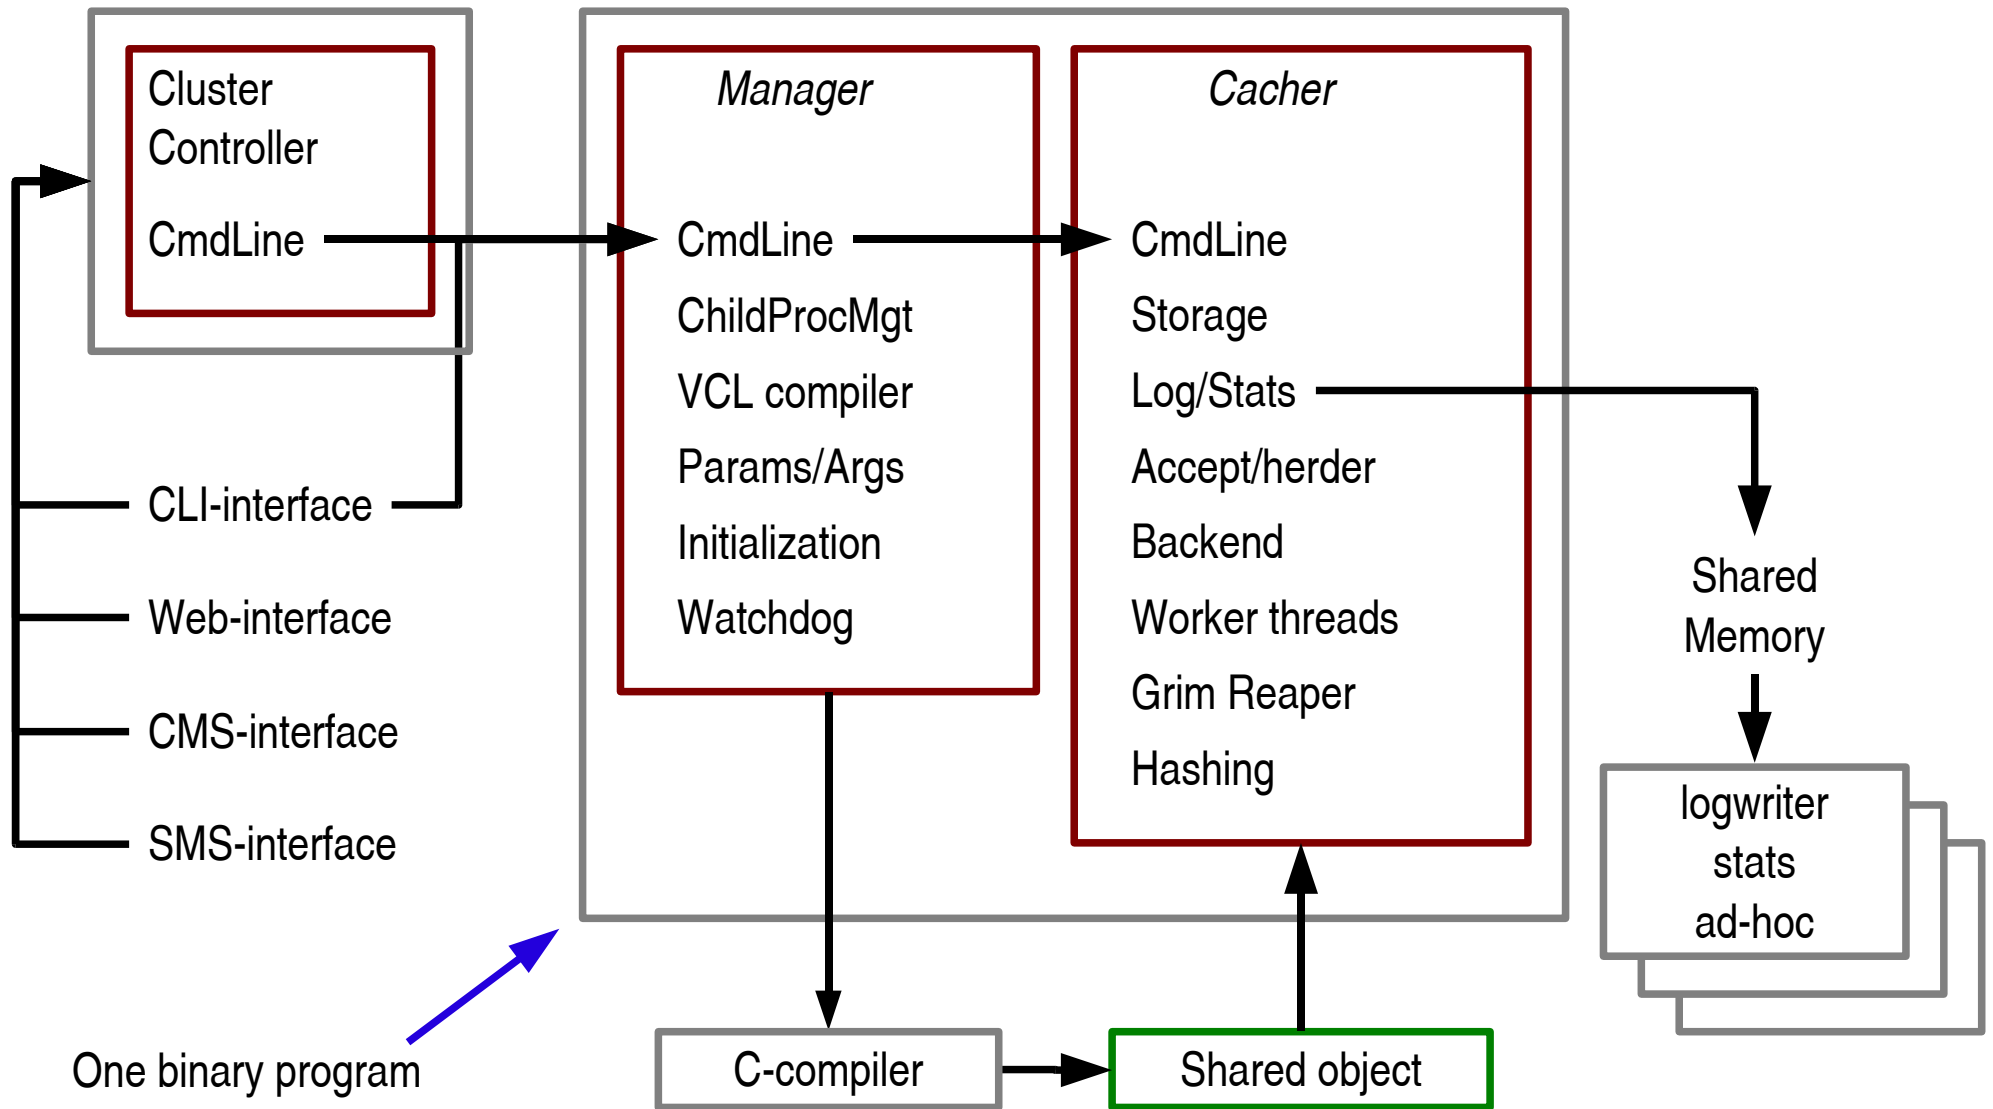 Cluster
Controller
CmdLine
CLI-interface
Web-interface
CMS-interface
SMS-interface
One binary program
Manager
CmdLine
ChildProcMgt
VCL compiler
Params/Args
Initialization
Watchdog
Cacher
CmdLine
Storage
Log/Stats
Accept/herder
Backend
Worker threads
Grim Reaper
Hashing
C-compiler
Shared object
Shared
Memory
logwriter
stats
ad-hoc